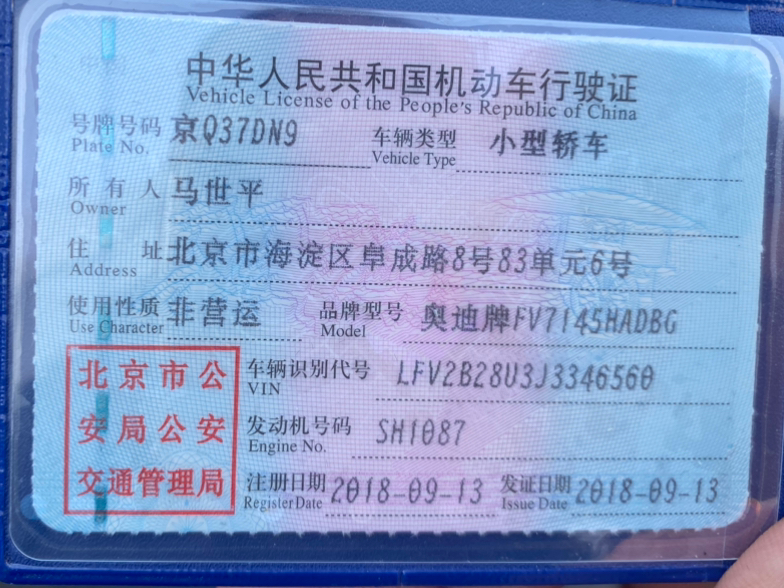 中华人民共和国机动车行驶证
Vehicle License of the People's Republic of China
号牌号码 京Q37DN9 车辆类型 小型轿车
Plate No. Vehicle Type
所有人 马世平
Owner
住址 北京市海淀区阜成路8号83单元6号
Address
使用性质 非营运 品牌型号 奥迪牌FV7145HADBG
Use Character Model
北京市公
安局公安
交通管理局
车辆识别代号 LFV2B28U3J3346560
VIN
发动机号码 SH1087
Engine No.
注册日期 2018-09-13 发证日期 2018-09-13
Register Date Issue Date